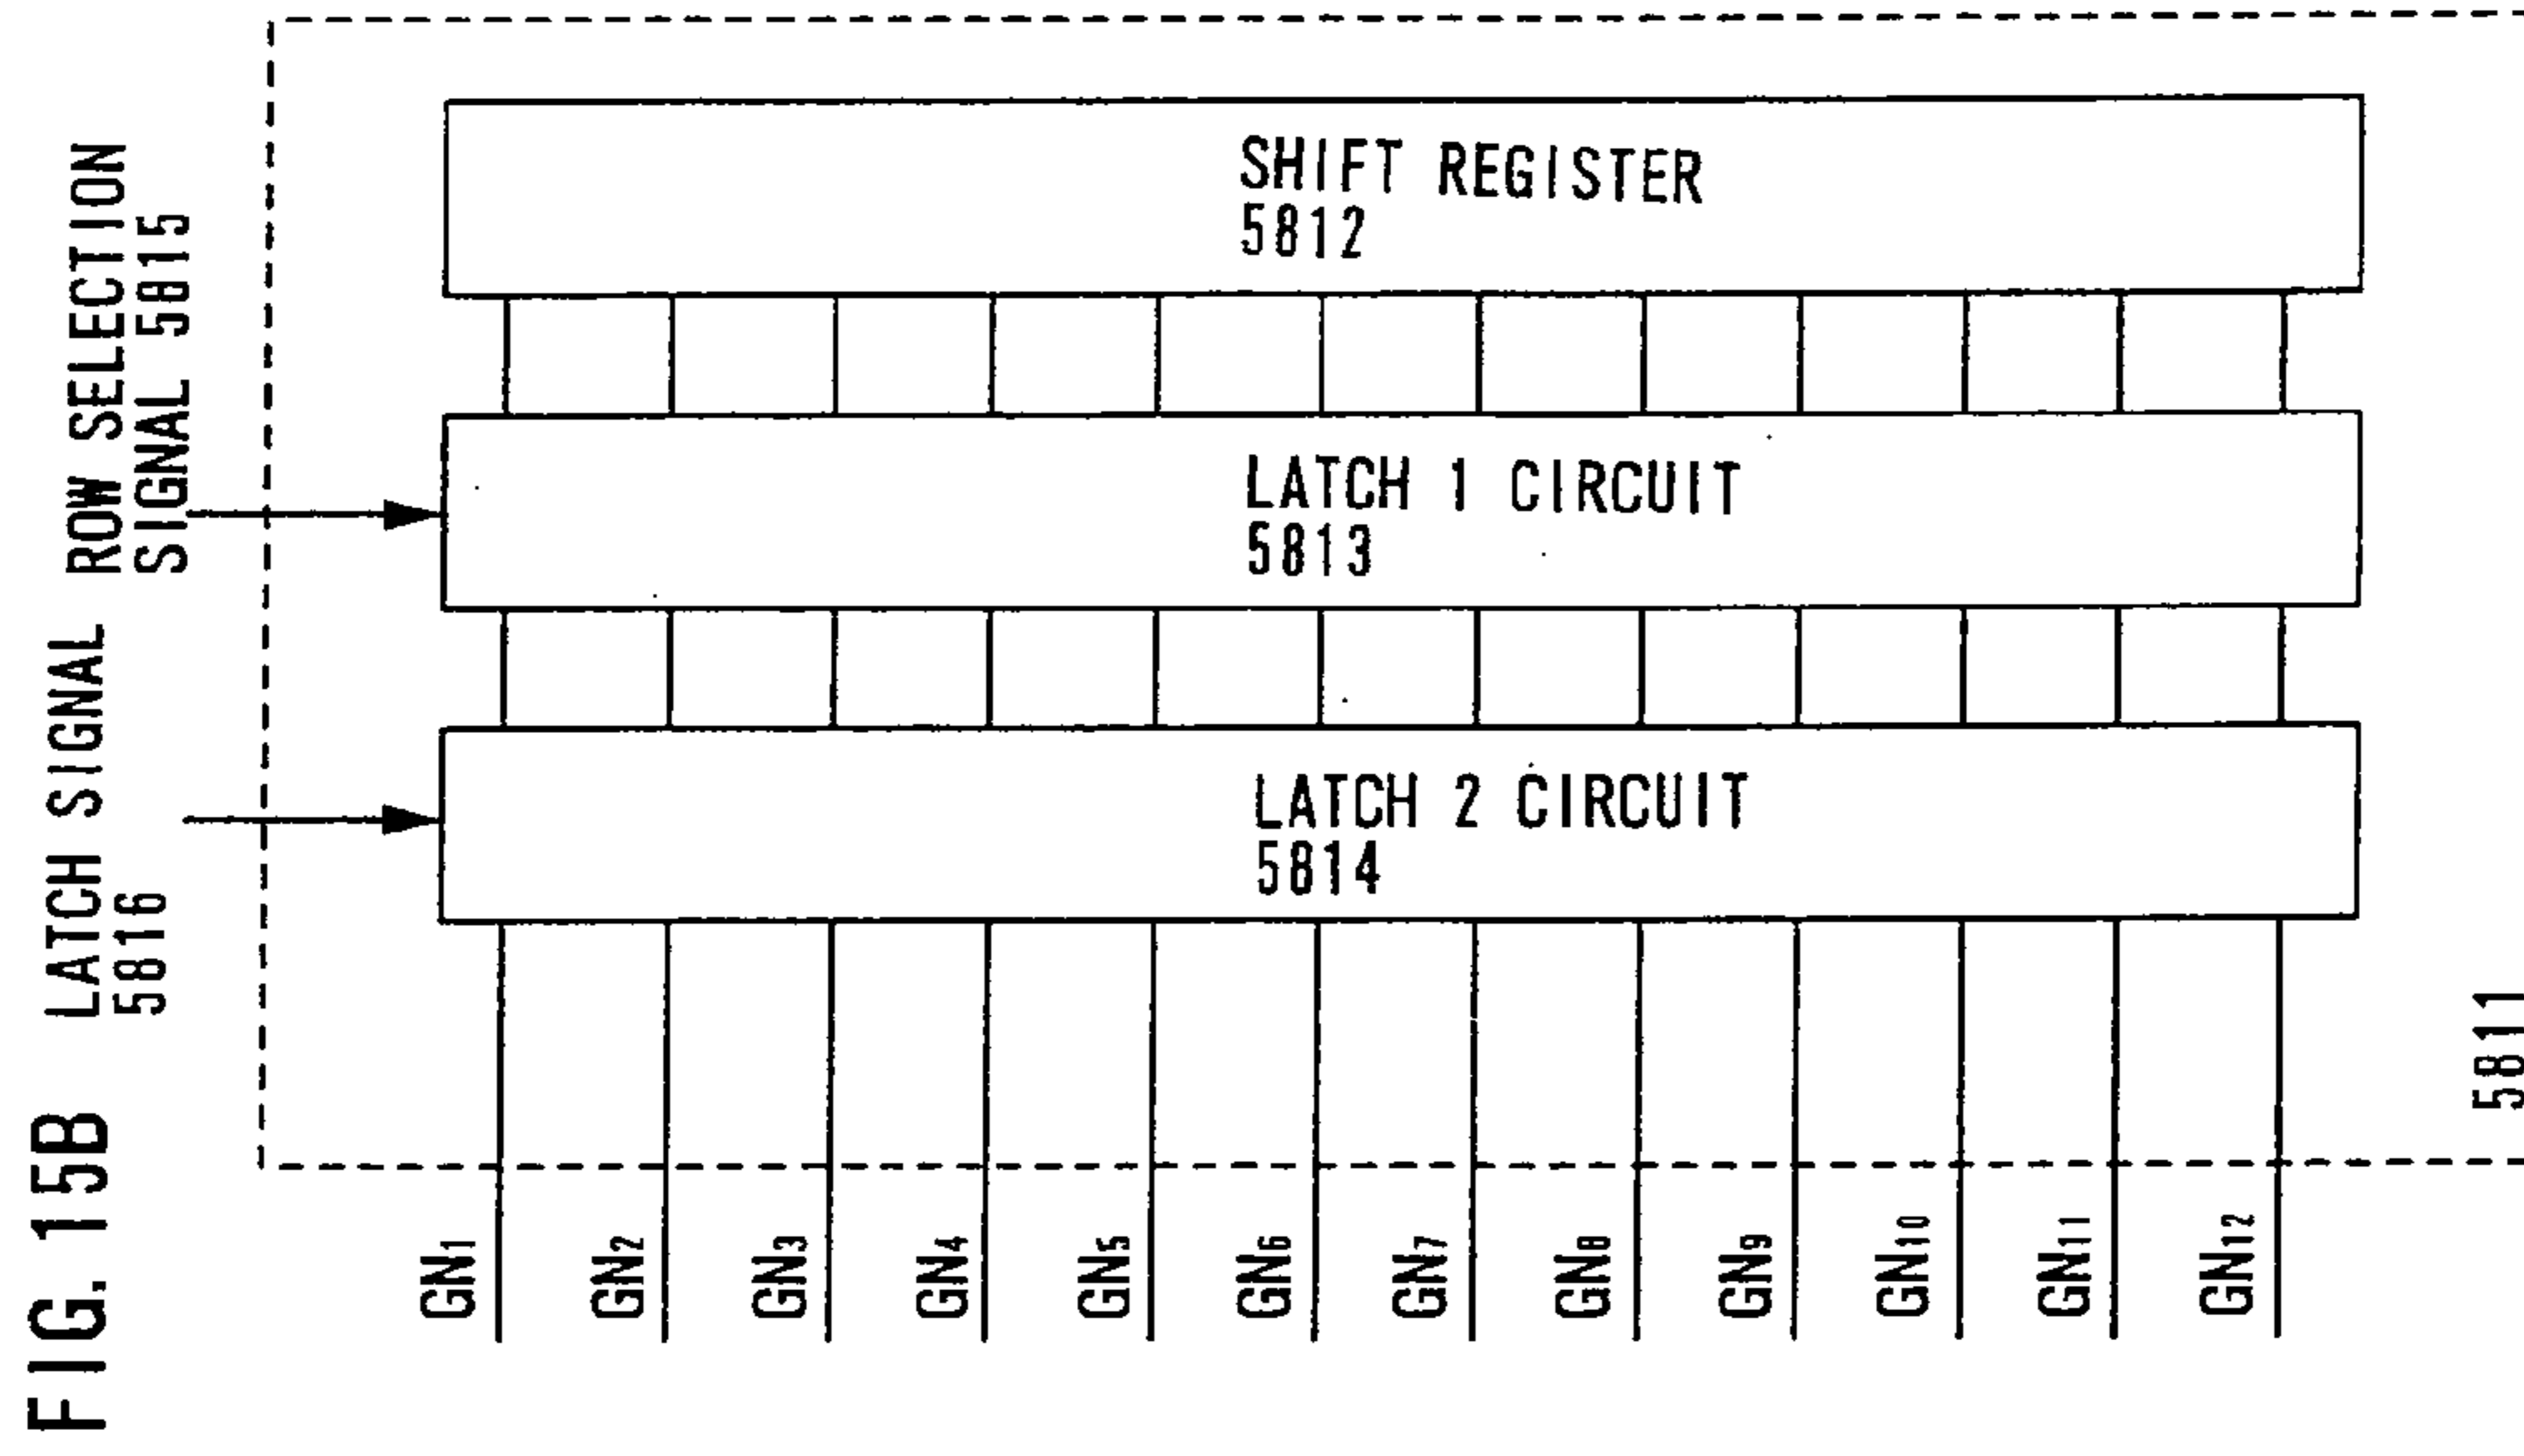 FIG. 15B
ROW SELECTION
SIGNAL 5815
LATCH SIGNAL
5816
SHIFT REGISTER
5812
LATCH 1 CIRCUIT
5813
LATCH 2 CIRCUIT
5814
GN1
GN2
GN3
GN4
GN5
GN6
GN7
GN8
GN9
GN10
GN11
GN12
5811